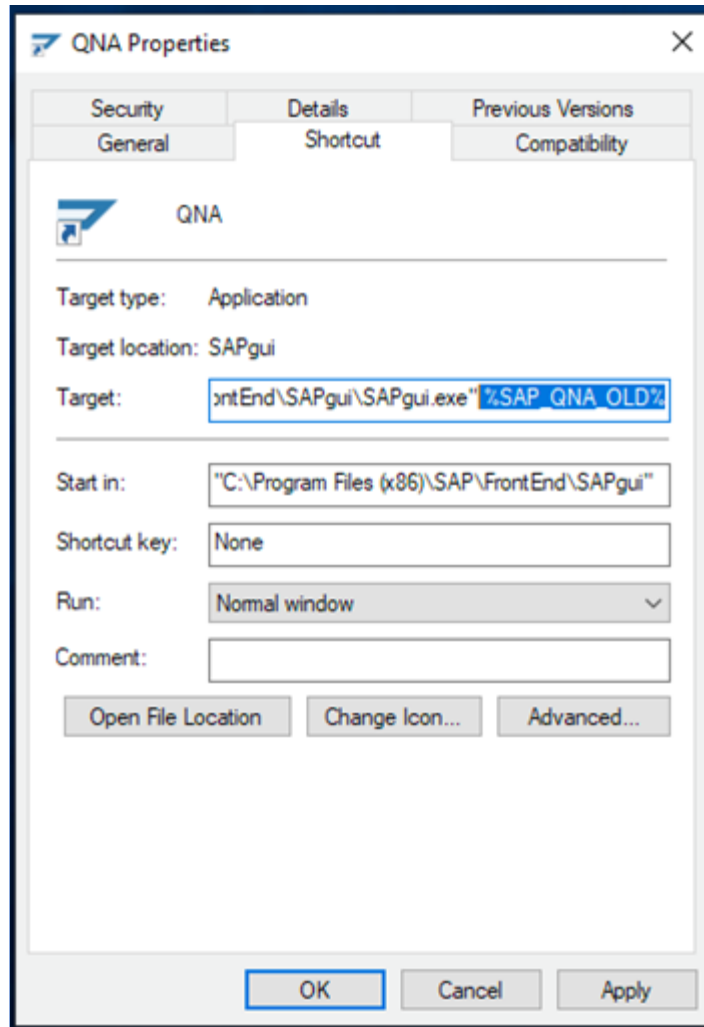 QNA Properties
Security Details Previous Versions
General Shortcut Compatibility
QNA
Target type: Application
Target location: SAPgui
Target: ontEnd\SAPgui\SAPgui.exe" %SAP_QNA_OLD%
Start in: "C:\Program Files (x86)\SAP\FrontEnd\SAPgui"
Shortcut key: None
Run: Normal window
Comment:
Open File Location Change Icon... Advanced...
OK Cancel Apply